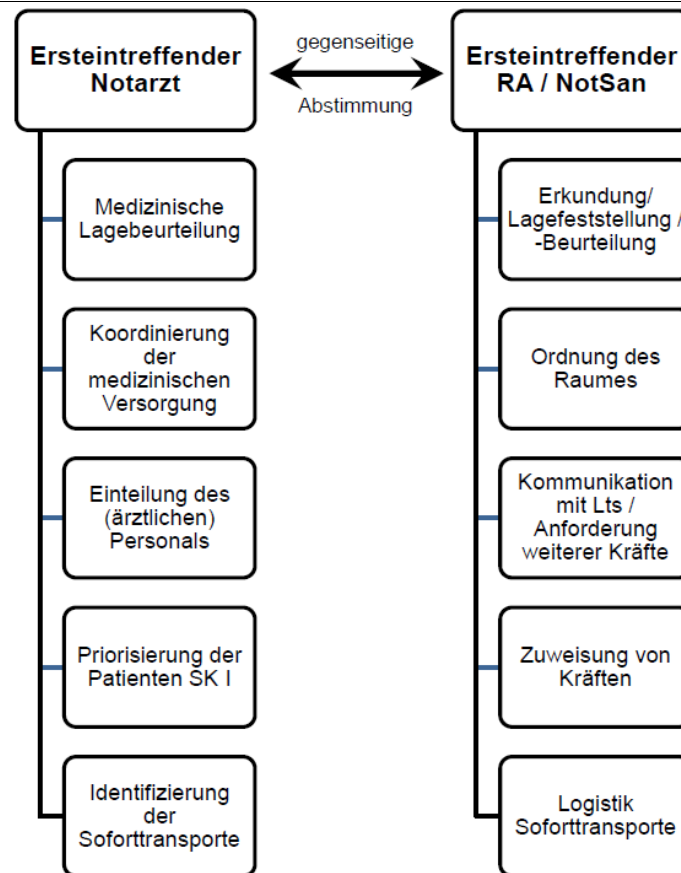 Ersteintreffender
Notarzt
gegenseitige
Abstimmung
Ersteintreffender
RA / NotSan
Medizinische
Lagebeurteilung
Koordinierung
der
medizinischen
Versorgung
Einteilung des
(ärztlichen)
Personals
Priorisierung der
Patienten SK I
Identifizierung
der
Soforttransporte
Erkundung/
Lagefeststellung /
-Beurteilung
Ordnung des
Raumes
Kommunikation
mit Lts /
Anforderung
weiterer Kräfte
Zuweisung von
Kräften
Logistik
Soforttransporte